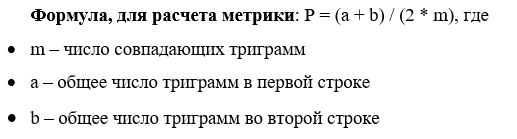 Формула, для расчета метрики: P = (a + b) / (2 * m), где
• m – число совпадающих триграмм
• a – общее число триграмм в первой строке
• b – общее число триграмм во второй строке